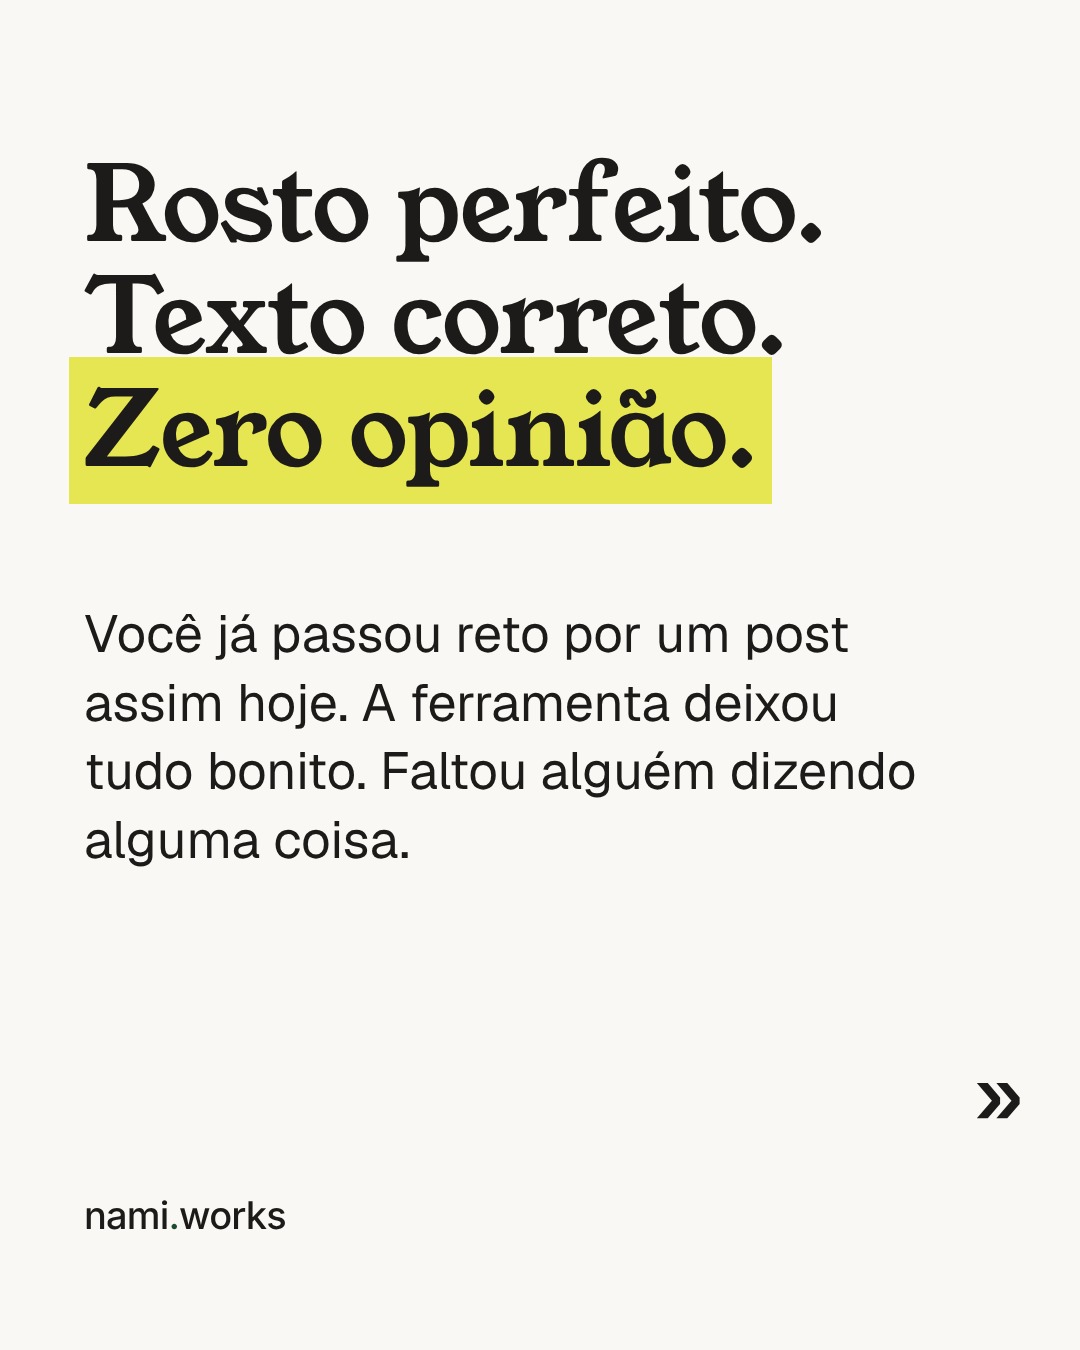 Rosto perfeito.
Texto correto.
Zero opinião.
Você já passou reto por um post
assim hoje. A ferramenta deixou
tudo bonito. Faltou alguém dizendo
alguma coisa.
»
nami.works